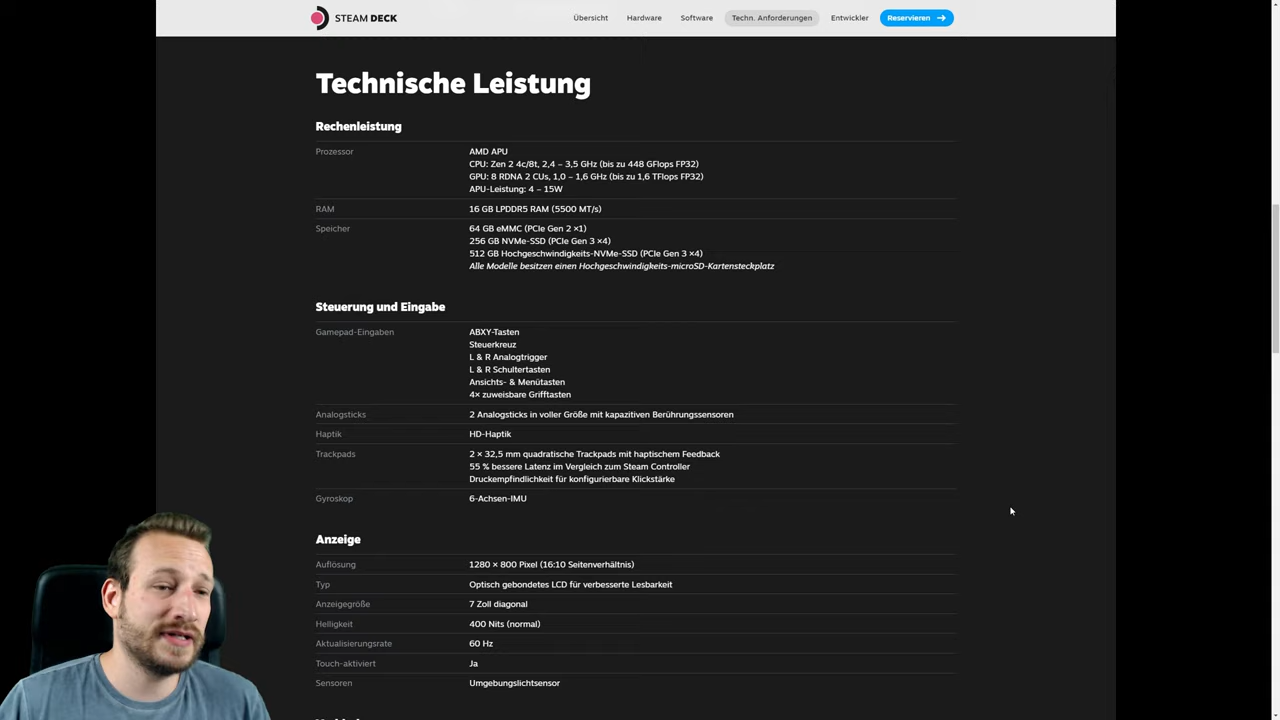 STEAM DECK
Übersicht
Hardware
Software
Techn. Anforderungen
Entwickler
Reservieren
Technische Leistung
Rechenleistung
Prozessor
AMD APU
CPU: Zen 2 4c/8t, 2,4 – 3,5 GHz (bis zu 448 GFlops FP32)
GPU: 8 RDNA 2 CUs, 1,0 – 1,6 GHz (bis zu 1,6 TFlops FP32)
APU-Leistung: 4 – 15W
RAM
16 GB LPDDR5 RAM (5500 MT/s)
Speicher
64 GB eMMC (PCIe Gen 2 ×1)
256 GB NVMe-SSD (PCIe Gen 3 ×4)
512 GB Hochgeschwindigkeits-NVMe-SSD (PCIe Gen 3 ×4)
Alle Modelle besitzen einen Hochgeschwindigkeits-microSD-Kartensteckplatz
Steuerung und Eingabe
Gamepad-Eingaben
ABXY-Tasten
Steuerkreuz
L & R Analogtrigger
L & R Schultertasten
Ansichts- & Menütasten
4× zuweisbare Grifftasten
Analogsticks
2 Analogsticks in voller Größe mit kapazitiven Berührungssensoren
Haptik
HD-Haptik
Trackpads
2 × 32,5 mm quadratische Trackpads mit haptischem Feedback
55 % bessere Latenz im Vergleich zum Steam Controller
Druckempfindlichkeit für konfigurierbare Klickstärke
Gyroskop
6-Achsen-IMU
Anzeige
Auflösung
1280 × 800 Pixel (16:10 Seitenverhältnis)
Typ
Optisch gebondetes LCD für verbesserte Lesbarkeit
Anzeigegröße
7 Zoll diagonal
Helligkeit
400 Nits (normal)
Aktualisierungsrate
60 Hz
Touch-aktiviert
Ja
Sensoren
Umgebungslichtsensor